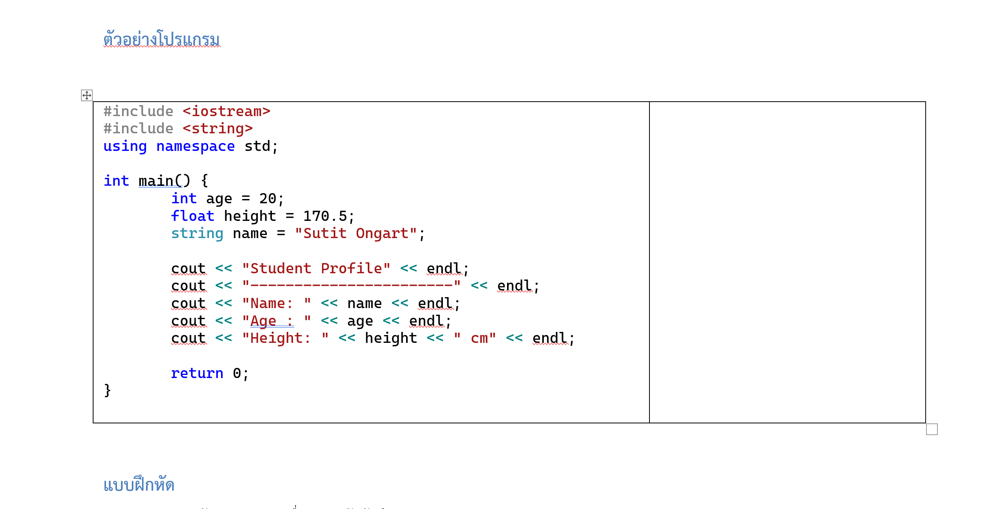 ตัวอย่างโปรแกรม
#include <iostream>
#include <string>
using namespace std;
int main() {
int age = 20;
float height = 170.5;
string name = "Sutit Ongart";
cout << "Student Profile" << endl;
cout << "-----------------------" << endl;
cout << "Name: " << name << endl;
cout << "Age : " << age << endl;
cout << "Height: " << height << " cm" << endl;
return 0;
}
แบบฝึกหัด